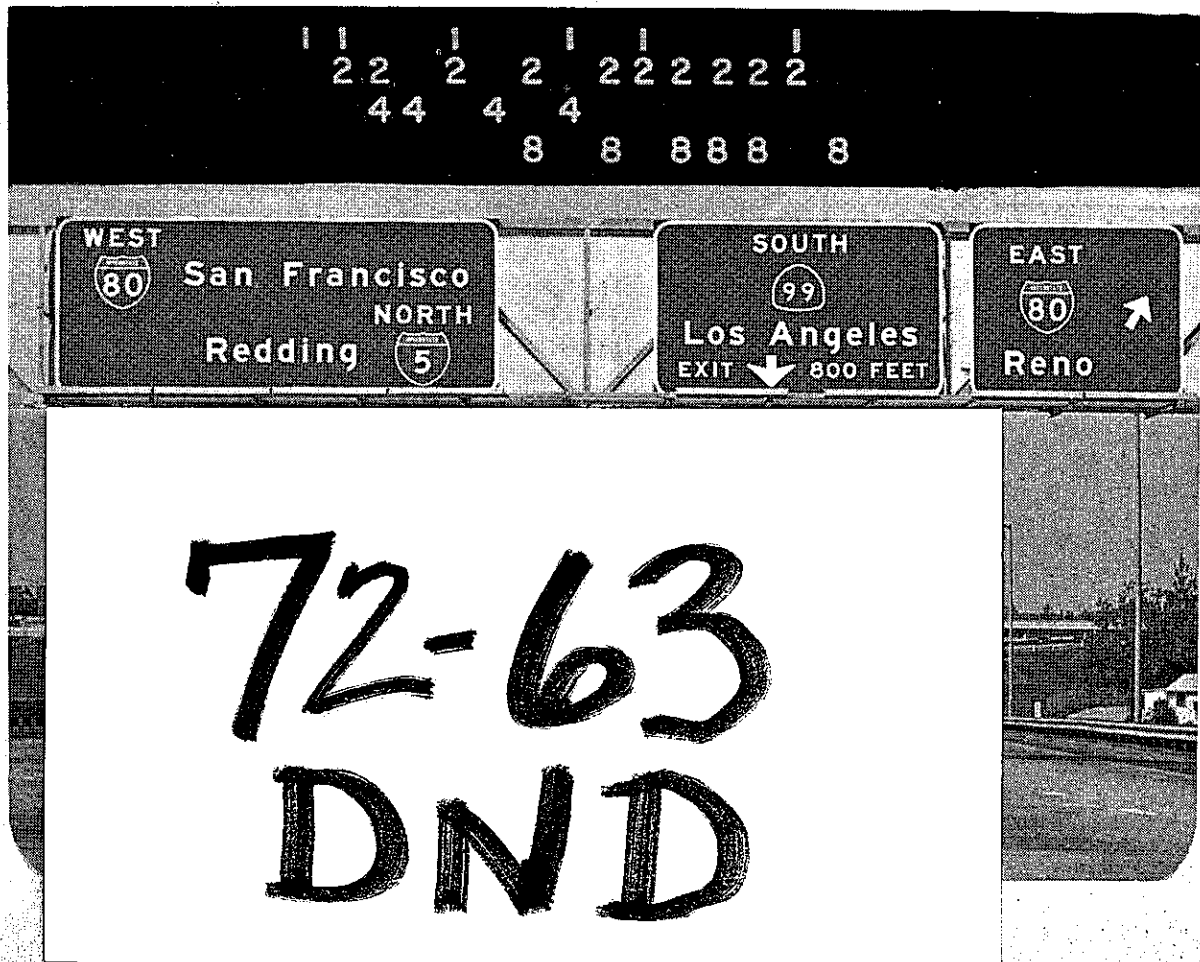 1 1 1 1 1 1
2 2 2 2 2 2 2 2 2 2
4 4 4 4
8 8 8 8 8 8
WEST
80 San Francisco
NORTH
Redding 5
SOUTH
99
Los Angeles
EXIT 800 FEET
EAST
80
Reno
72-63
DND